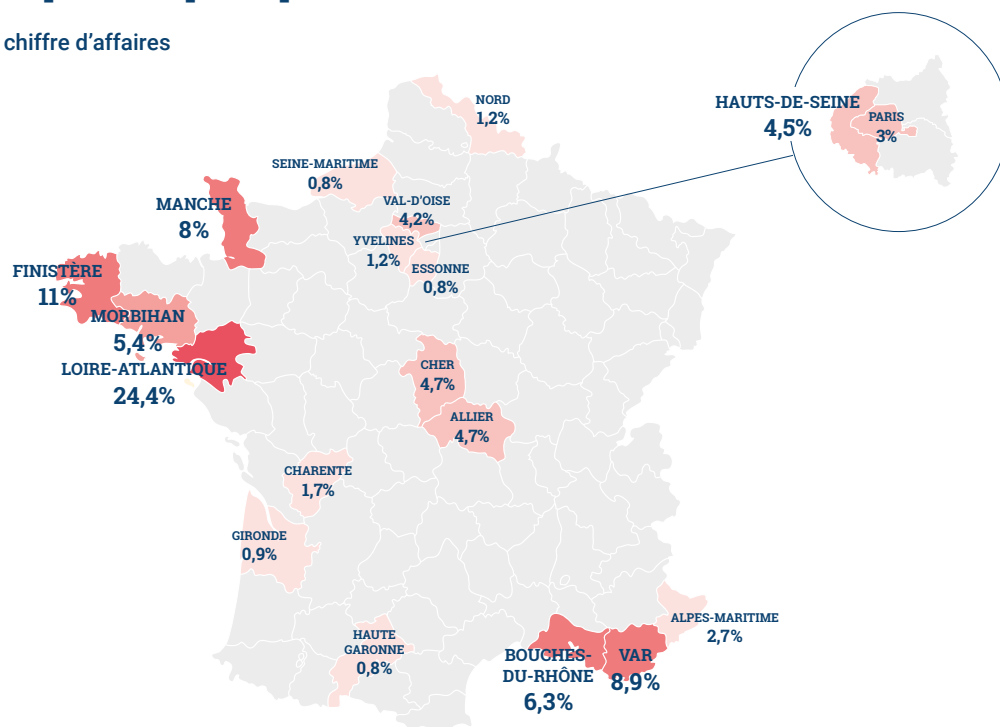 chiffre d'affaires
NORD
1,2%
HAUTS-DE-SEINE
4,5%
PARIS
3%
SEINE-MARITIME
0,8%
VAL-D'OISE
4,2%
MANCHE
8%
YVELINES
1,2%
ESSONNE
0,8%
FINISTÈRE
11%
MORBIHAN
5,4%
LOIRE-ATLANTIQUE
24,4%
CHER
4,7%
ALLIER
4,7%
CHARENTE
1,7%
GIRONDE
0,9%
HAUTE
GARONNE
0,8%
BOUCHES-
DU-RHÔNE
6,3%
VAR
8,9%
ALPES-MARITIME
2,7%